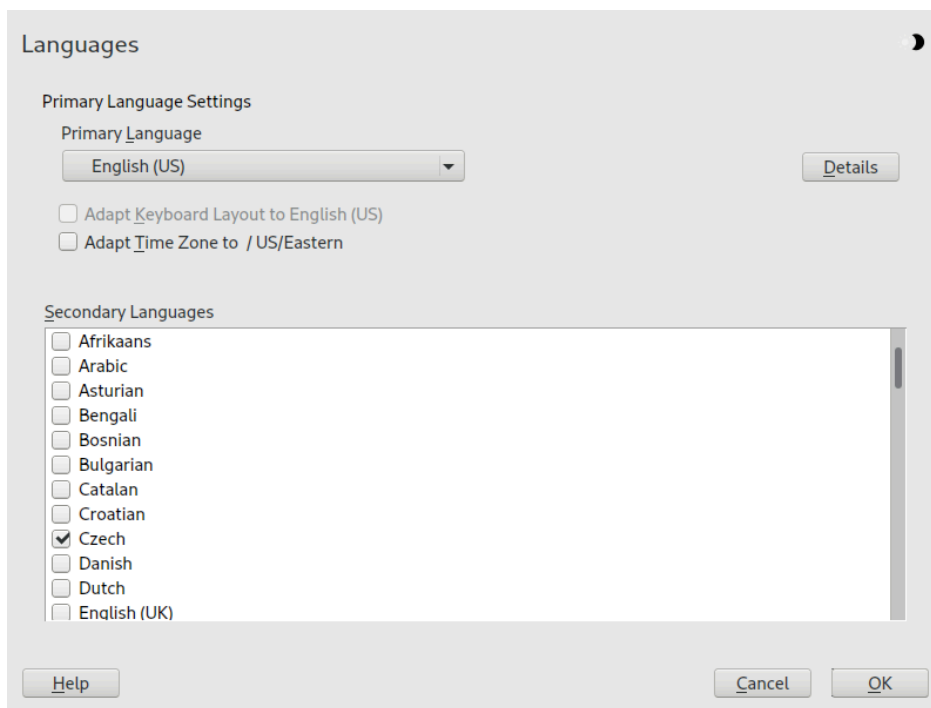 Languages
Primary Language Settings
Primary Language
English (US)
Details
Adapt Keyboard Layout to English (US)
Adapt Time Zone to / US/Eastern
Secondary Languages
Afrikaans
Arabic
Asturian
Bengali
Bosnian
Bulgarian
Catalan
Croatian
Czech
Danish
Dutch
English (UK)
Help
Cancel
OK